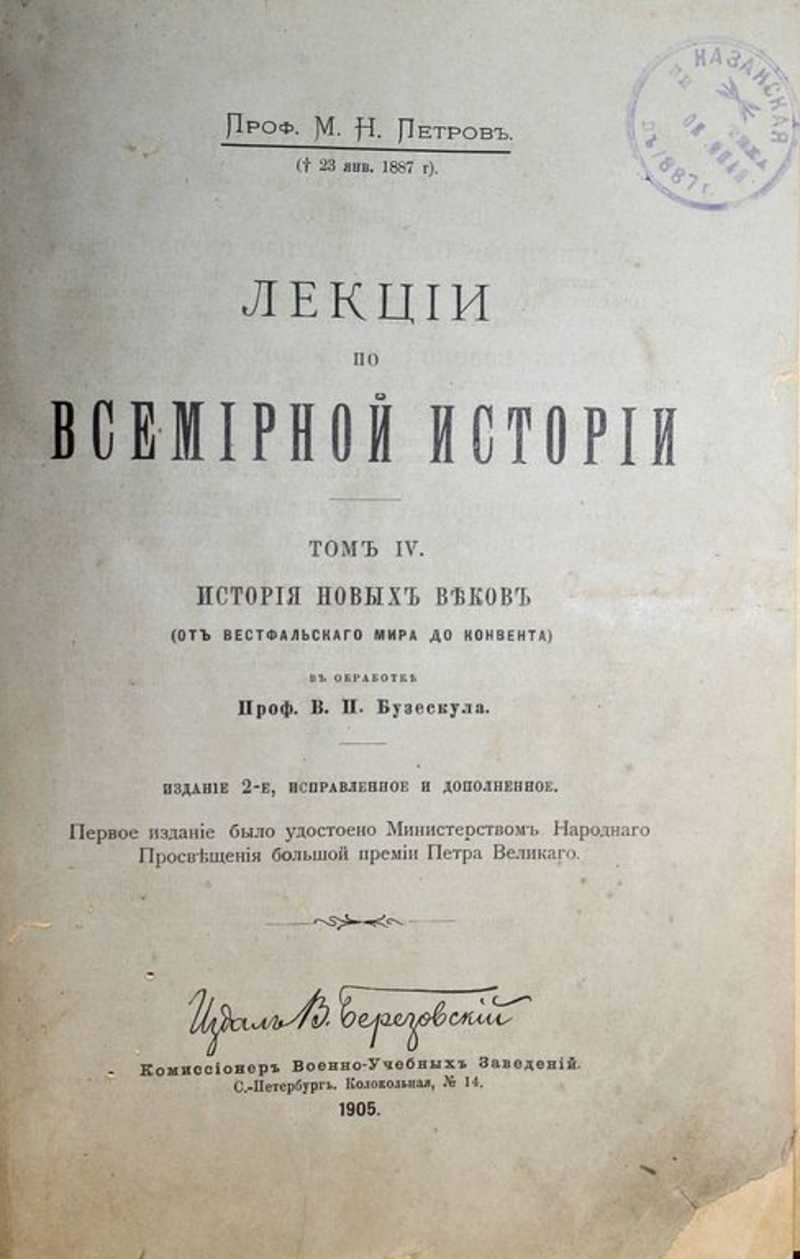 Проф. М. Н. Петровъ.
(† 23 янв. 1887 г).
КАЗАНСКАЯ
1887 г.
ЛЕКЦІИ
ПО
ВСЕМІРНОЙ ИСТОРІИ
ТОМЪ IV.
ИСТОРІЯ НОВЫХЪ ВѢКОВЪ
(ОТЪ ВЕСТФАЛЬСКАГО МИРА ДО КОНВЕНТА)
ВЪ ОБРАБОТКѢ
Проф. В. П. Бузескула.
ИЗДАНІЕ 2-Е, ИСПРАВЛЕННОЕ И ДОПОЛНЕННОЕ.
Первое изданіе было удостоено Министерствомъ Народнаго
Просвѣщенія большой преміи Петра Великаго.
Издалъ В. Березовскій
Комиссіонеръ Военно-Учебныхъ Заведеній.
С.-Петербургъ. Колокольная, № 14.
1905.